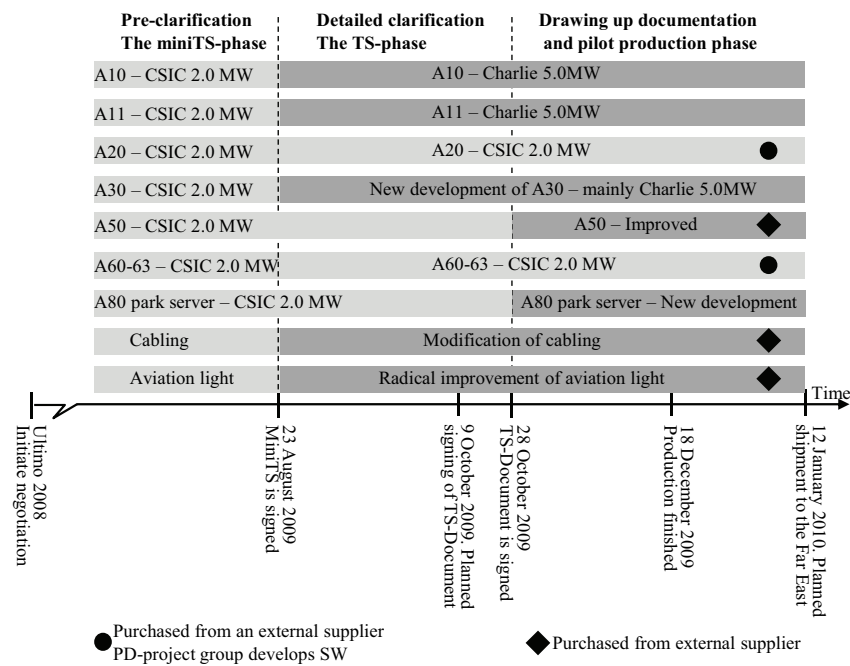 Pre-clarification
The miniTS-phase
Detailed clarification
The TS-phase
Drawing up documentation
and pilot production phase
A10 – CSIC 2.0 MW
A10 – Charlie 5.0MW
A11 – CSIC 2.0 MW
A11 – Charlie 5.0MW
A20 – CSIC 2.0 MW
A20 – CSIC 2.0 MW
A30 – CSIC 2.0 MW
New development of A30 – mainly Charlie 5.0MW
A50 – CSIC 2.0 MW
A50 – Improved
A60-63 – CSIC 2.0 MW
A60-63 – CSIC 2.0 MW
A80 park server – CSIC 2.0 MW
A80 park server – New development
Cabling
Modification of cabling
Aviation light
Radical improvement of aviation light
Time
Ultimo 2008
Initiate negotiation
23 August 2009
MiniTS is signed
9 October 2009. Planned
signing of TS-Document
28 October 2009
TS-Document is signed
18 December 2009
Production finished
12 January 2010. Planned
shipment to the Far East
Purchased from an external supplier
PD-project group develops SW
Purchased from external supplier